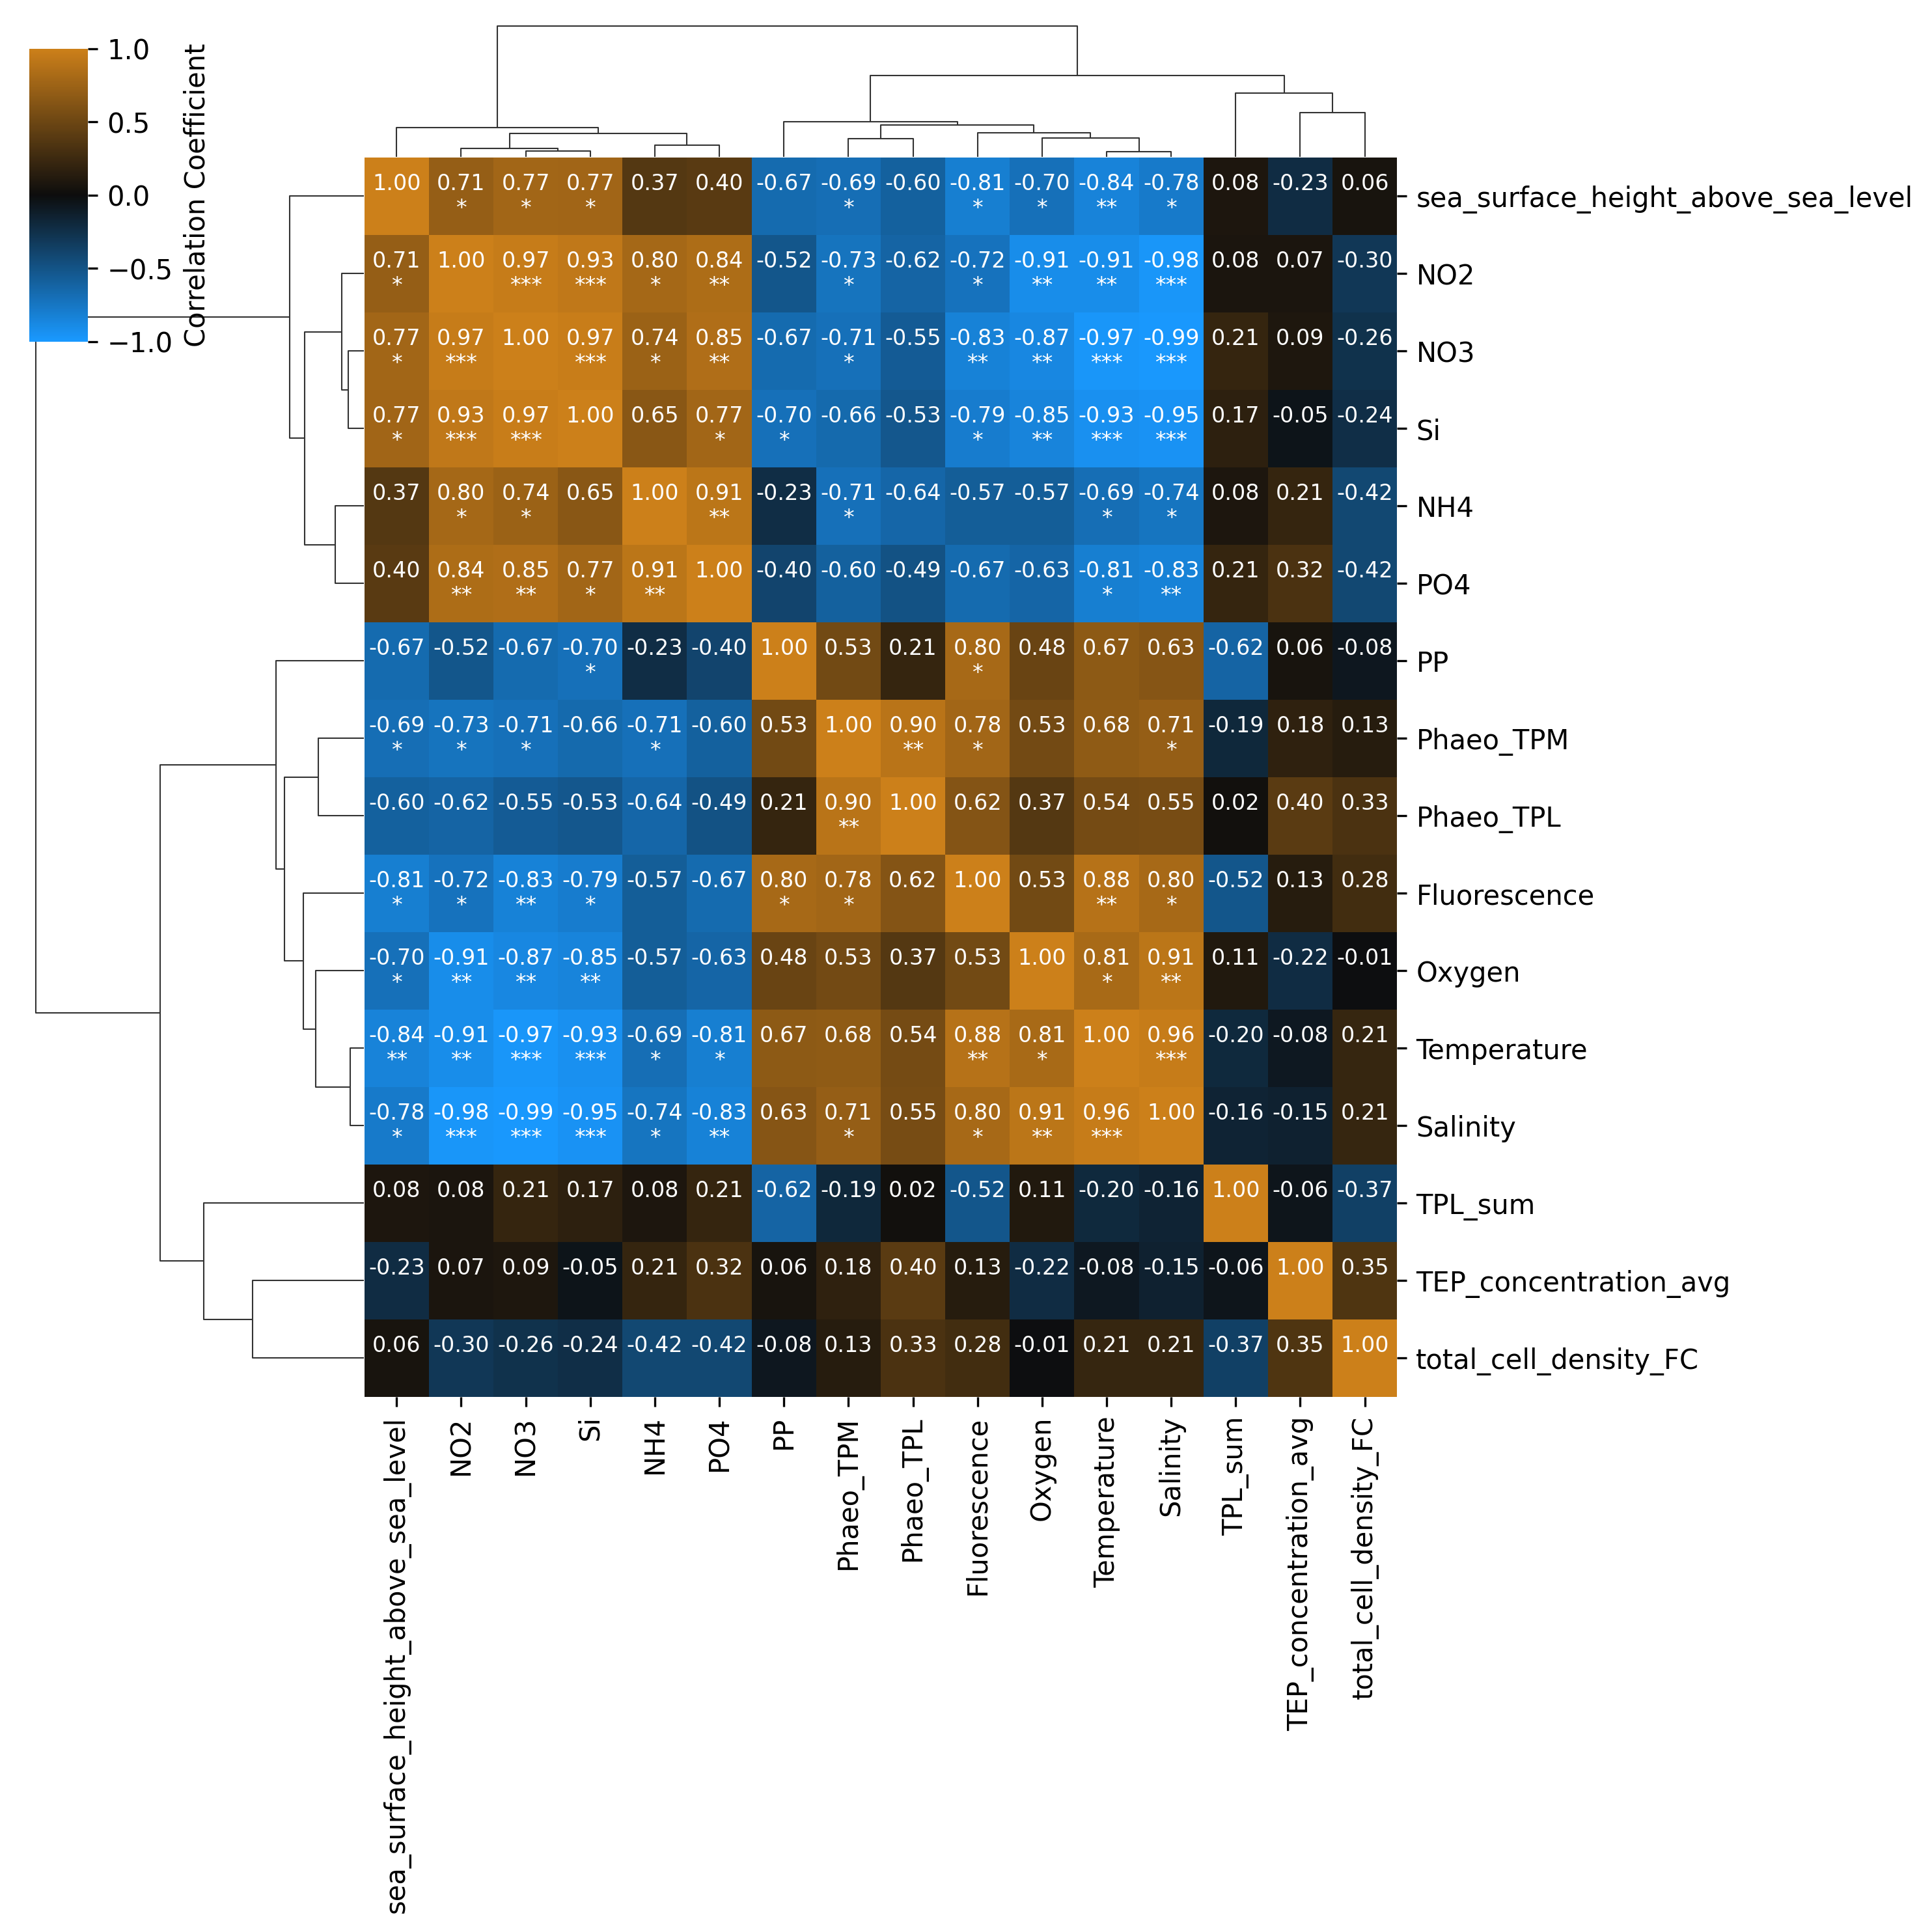 1.0
0.5
0.0
−0.5
−1.0
Correlation Coefficient
1.00 0.71 0.77 0.77 0.37 0.40 -0.67 -0.69 -0.60 -0.81 -0.70 -0.84 -0.78 0.08 -0.23 0.06 sea_surface_height_above_sea_level
* * * * * * ** *
0.71 1.00 0.97 0.93 0.80 0.84 -0.52 -0.73 -0.62 -0.72 -0.91 -0.91 -0.98 0.08 0.07 -0.30 NO2
* *** *** * ** * * ** ** ***
0.77 0.97 1.00 0.97 0.74 0.85 -0.67 -0.71 -0.55 -0.83 -0.87 -0.97 -0.99 0.21 0.09 -0.26 NO3
* *** *** * ** * ** ** *** ***
0.77 0.93 0.97 1.00 0.65 0.77 -0.70 -0.66 -0.53 -0.79 -0.85 -0.93 -0.95 0.17 -0.05 -0.24 Si
* *** *** * * * ** *** ***
0.37 0.80 0.74 0.65 1.00 0.91 -0.23 -0.71 -0.64 -0.57 -0.57 -0.69 -0.74 0.08 0.21 -0.42 NH4
* * ** * * *
0.40 0.84 0.85 0.77 0.91 1.00 -0.40 -0.60 -0.49 -0.67 -0.63 -0.81 -0.83 0.21 0.32 -0.42 PO4
** ** * ** * **
-0.67 -0.52 -0.67 -0.70 -0.23 -0.40 1.00 0.53 0.21 0.80 0.48 0.67 0.63 -0.62 0.06 -0.08 PP
* *
-0.69 -0.73 -0.71 -0.66 -0.71 -0.60 0.53 1.00 0.90 0.78 0.53 0.68 0.71 -0.19 0.18 0.13 Phaeo_TPM
* * * * ** * *
-0.60 -0.62 -0.55 -0.53 -0.64 -0.49 0.21 0.90 1.00 0.62 0.37 0.54 0.55 0.02 0.40 0.33 Phaeo_TPL
**
-0.81 -0.72 -0.83 -0.79 -0.57 -0.67 0.80 0.78 0.62 1.00 0.53 0.88 0.80 -0.52 0.13 0.28 Fluorescence
* * ** * * * ** *
-0.70 -0.91 -0.87 -0.85 -0.57 -0.63 0.48 0.53 0.37 0.53 1.00 0.81 0.91 0.11 -0.22 -0.01 Oxygen
* ** ** ** * **
-0.84 -0.91 -0.97 -0.93 -0.69 -0.81 0.67 0.68 0.54 0.88 0.81 1.00 0.96 -0.20 -0.08 0.21 Temperature
** ** *** *** * * ** * ***
-0.78 -0.98 -0.99 -0.95 -0.74 -0.83 0.63 0.71 0.55 0.80 0.91 0.96 1.00 -0.16 -0.15 0.21 Salinity
* *** *** *** * ** * * ** ***
0.08 0.08 0.21 0.17 0.08 0.21 -0.62 -0.19 0.02 -0.52 0.11 -0.20 -0.16 1.00 -0.06 -0.37 TPL_sum
-0.23 0.07 0.09 -0.05 0.21 0.32 0.06 0.18 0.40 0.13 -0.22 -0.08 -0.15 -0.06 1.00 0.35 TEP_concentration_avg
0.06 -0.30 -0.26 -0.24 -0.42 -0.42 -0.08 0.13 0.33 0.28 -0.01 0.21 0.21 -0.37 0.35 1.00 total_cell_density_FC
sea_surface_height_above_sea_level
NO2
NO3
Si
NH4
PO4
PP
Phaeo_TPM
Phaeo_TPL
Fluorescence
Oxygen
Temperature
Salinity
TPL_sum
TEP_concentration_avg
total_cell_density_FC